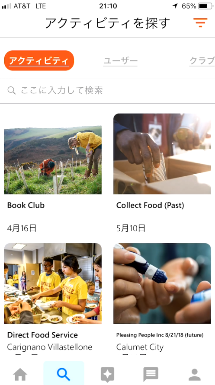 AT&T LTE 21:10 65%
アクティビティを探す
アクティビティ ユーザー クラブ
ここに入力して検索
Book Club
4月16日
Collect Food (Past)
5月10日
Direct Food Service
Carignano Villastellone
Pleasing People Inc 8/21/18 (future)
Calumet City